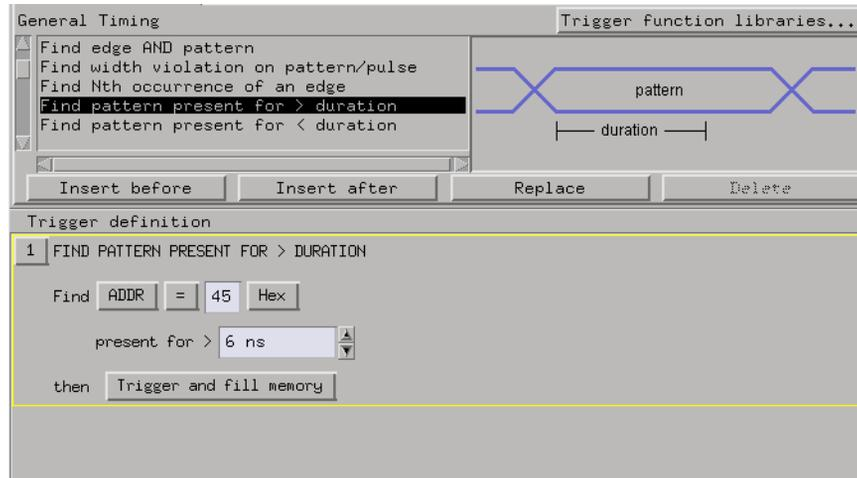 General Timing
Trigger function libraries...
Find edge AND pattern
Find width violation on pattern/pulse
Find Nth occurrence of an edge
Find pattern present for > duration
Find pattern present for < duration
pattern
duration
Insert before
Insert after
Replace
Delete
Trigger definition
1 FIND PATTERN PRESENT FOR > DURATION
Find ADDR = 45 Hex
present for > 6 ns
then Trigger and fill memory